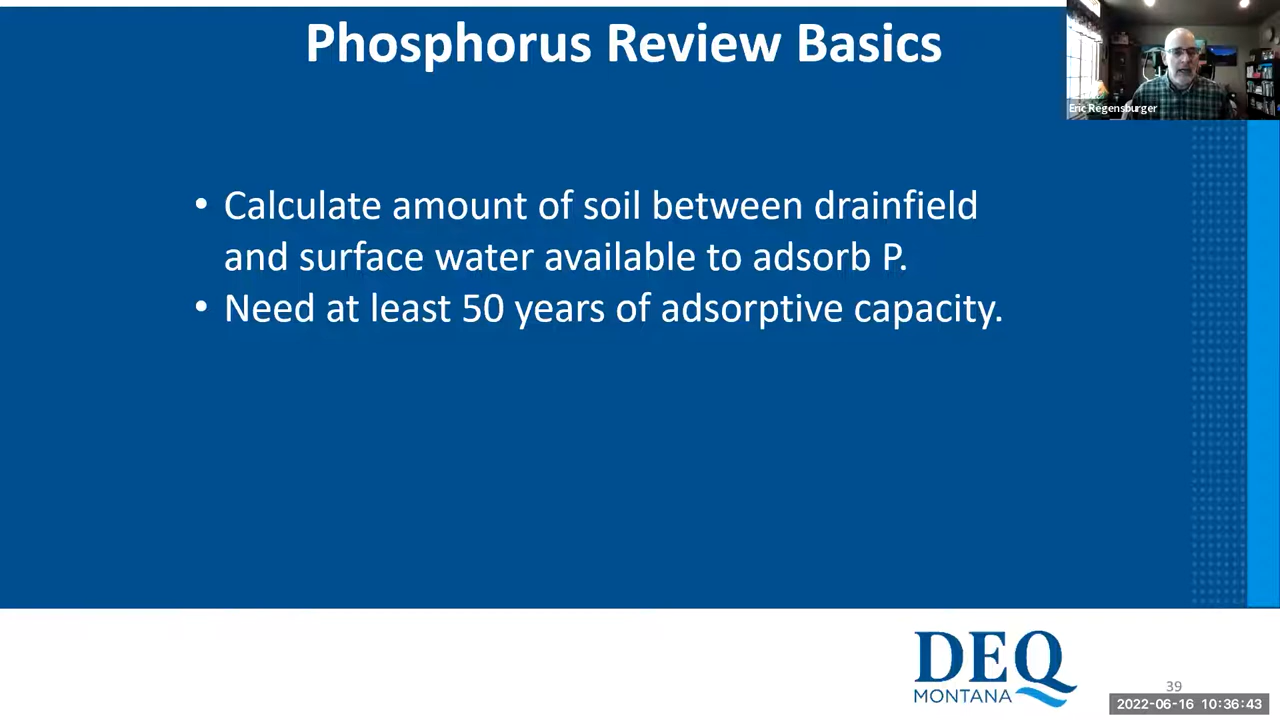 Phosphorus Review Basics
Eric Regensburger
• Calculate amount of soil between drainfield
and surface water available to adsorb P.
• Need at least 50 years of adsorptive capacity.
DEQ
MONTANA
39
2022-06-16 10:36:43